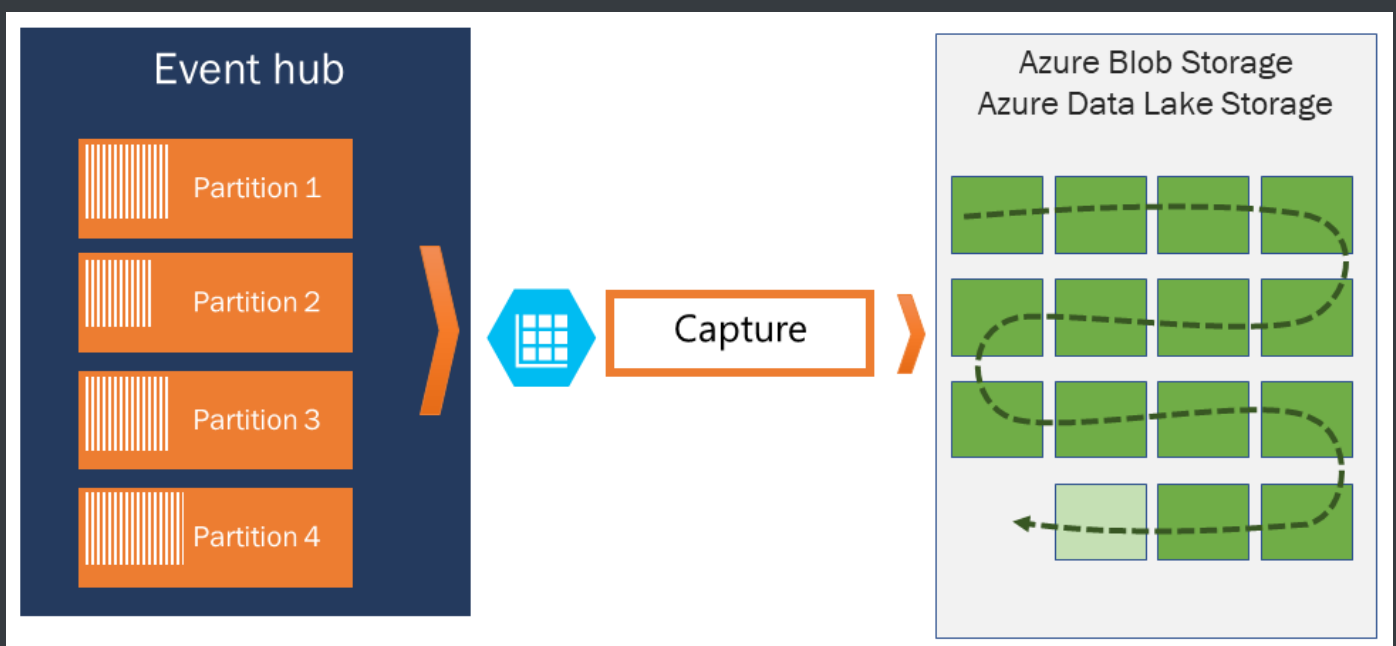 Event hub
Partition 1
Partition 2
Partition 3
Partition 4
Capture
Azure Blob Storage
Azure Data Lake Storage